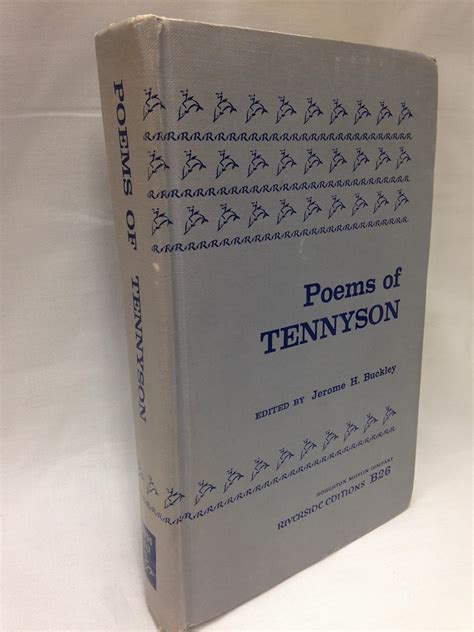 POEMS OF TENNYSON
Poems of
TENNYSON
EDITED BY Jerome H. Buckley
HOUGHTON MIFFLIN COMPANY
RIVERSIDE EDITIONS B26